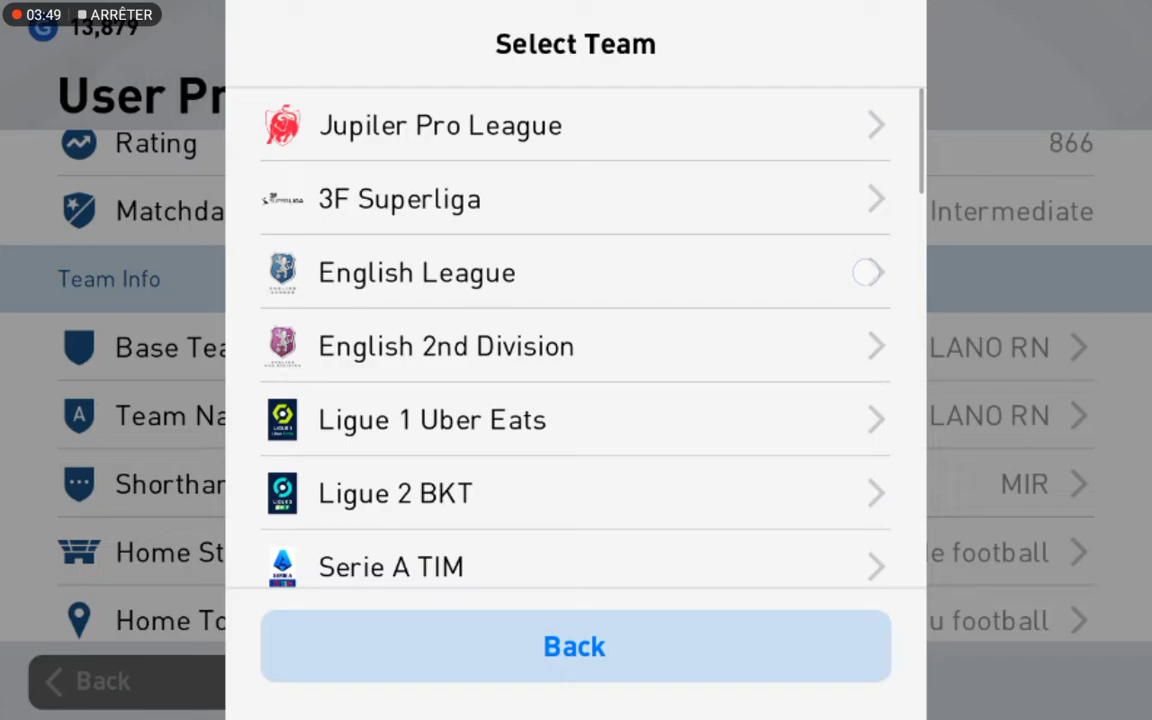 03:49 ARRÊTER
G 13,879
Select Team
User Pr
Jupiler Pro League
Rating
866
3F Superliga
Matchda
Intermediate
English League
Team Info
English 2nd Division
Base Tea
LANO RN
Ligue 1 Uber Eats
A Team Na
LANO RN
Ligue 2 BKT
Shorthar
MIR
Home St
le football
Serie A TIM
Home To
u football
Back
Back